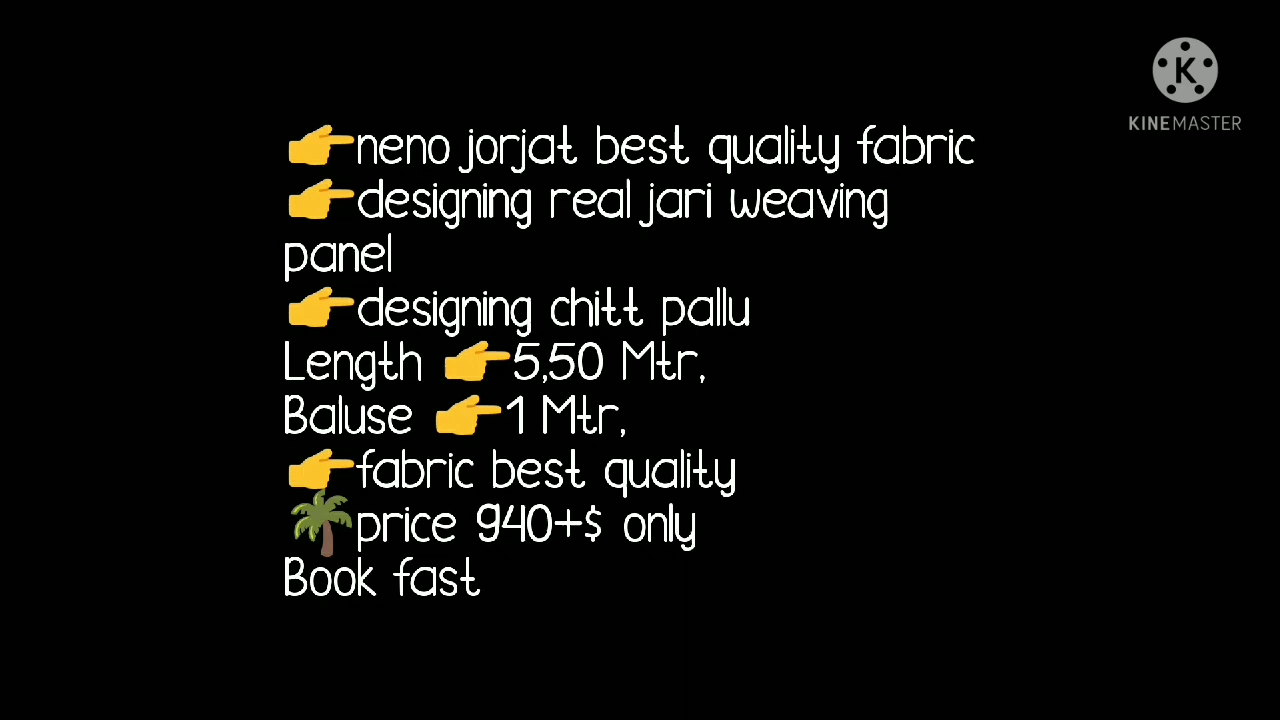 👉neno jorjat best quality fabric
👉designing real jari weaving
panel
👉designing chitt pallu
Length 👉5,50 Mtr,
Baluse 👉1 Mtr,
👉fabric best quality
🌴price 940+$ only
Book fast
K
KINEMASTER